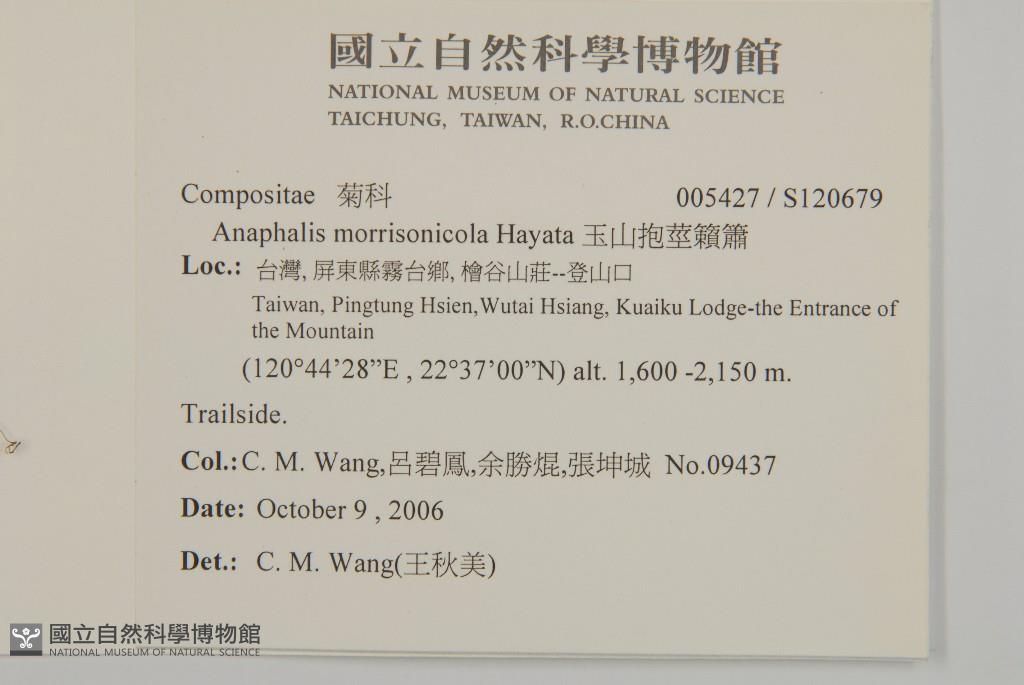 國立自然科學博物館
NATIONAL MUSEUM OF NATURAL SCIENCE
TAICHUNG, TAIWAN, R.O.CHINA
Compositae 菊科 005427 / S120679
Anaphalis morrisonicola Hayata 玉山抱莖籟簫
Loc.: 台灣, 屏東縣霧台鄉, 檜谷山莊--登山口
Taiwan, Pingtung Hsien,Wutai Hsiang, Kuaiku Lodge-the Entrance of
the Mountain
(120°44’28”E , 22°37’00”N) alt. 1,600 -2,150 m.
Trailside.
Col.: C. M. Wang,呂碧鳳,余勝焜,張坤城 No.09437
Date: October 9 , 2006
Det.: C. M. Wang(王秋美)
國立自然科學博物館
NATIONAL MUSEUM OF NATURAL SCIENCE